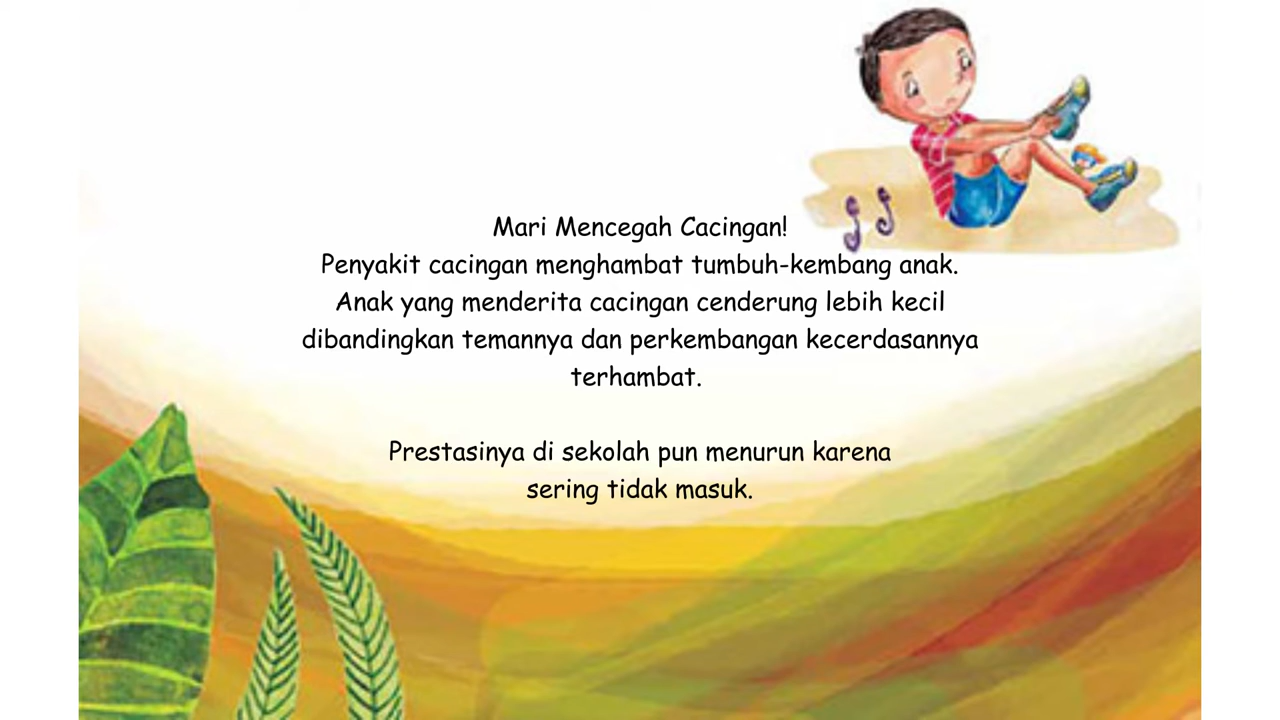 Mari Mencegah Cacingan!
Penyakit cacingan menghambat tumbuh-kembang anak.
Anak yang menderita cacingan cenderung lebih kecil
dibandingkan temannya dan perkembangan kecerdasannya
terhambat.
Prestasinya di sekolah pun menurun karena
sering tidak masuk.